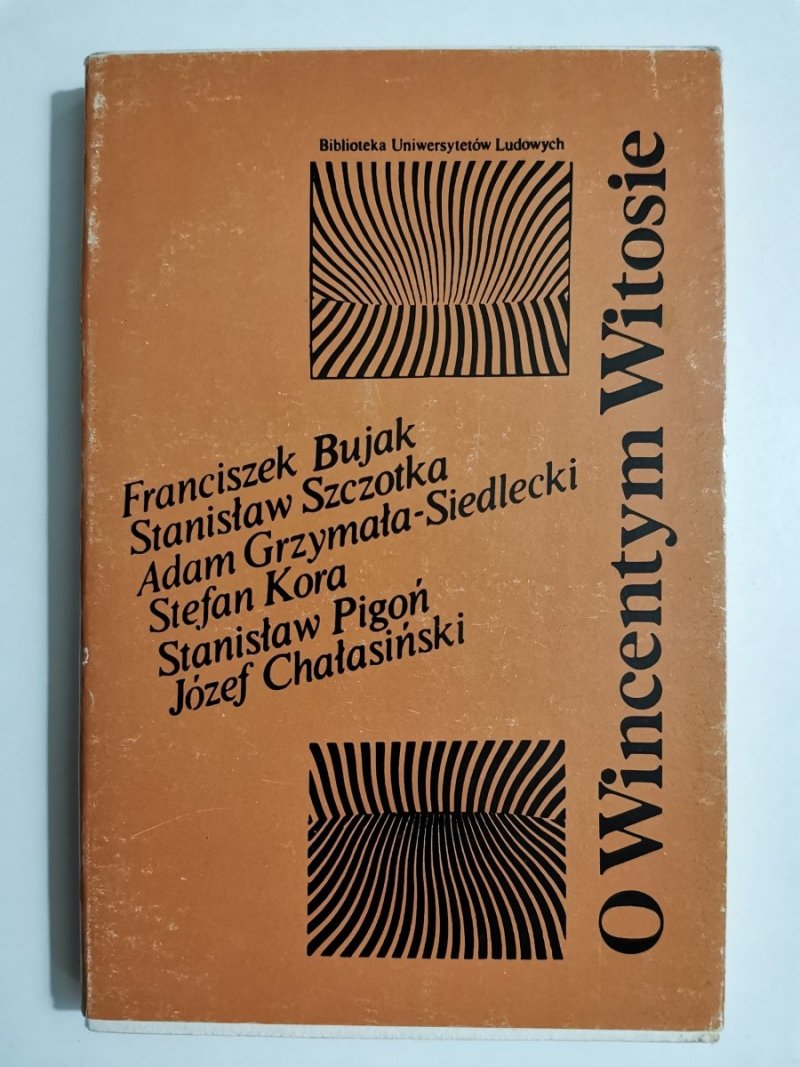 Biblioteka Uniwersytetów Ludowych
Franciszek Bujak
Stanisław Szczotka
Adam Grzymała-Siedlecki
Stefan Kora
Stanisław Pigoń
Józef Chałasiński
O Wincentym Witosie